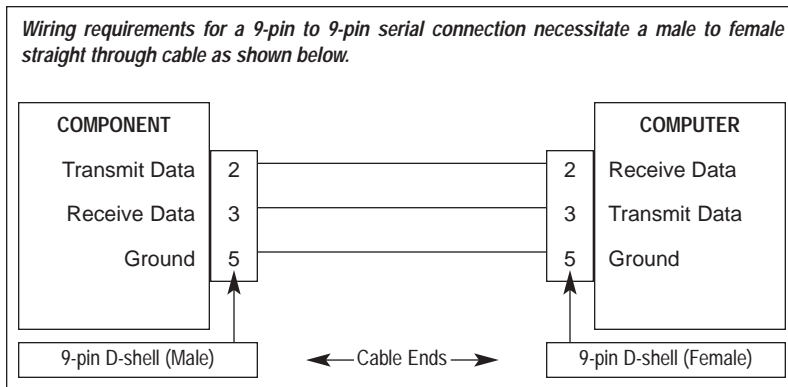 Wiring requirements for a 9-pin to 9-pin serial connection necessitate a male to female
straight through cable as shown below.
COMPONENT
Transmit Data 2
Receive Data 3
Ground 5
COMPUTER
2 Receive Data
3 Transmit Data
5 Ground
9-pin D-shell (Male)
Cable Ends
9-pin D-shell (Female)